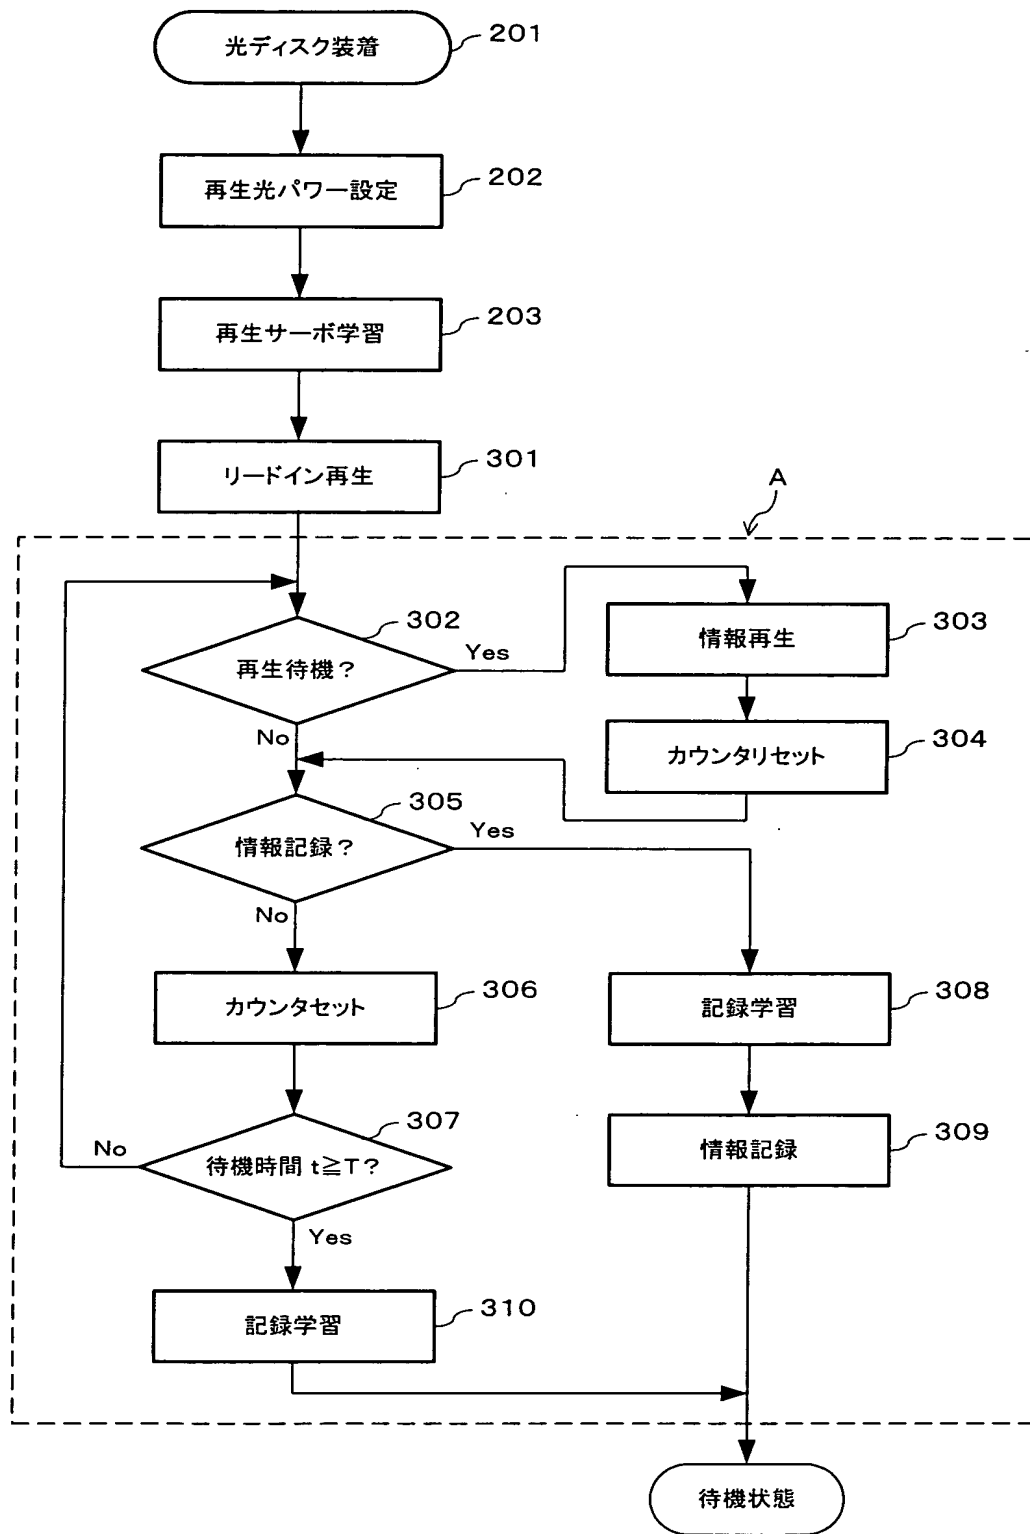 光ディスク装着
201
再生光パワー設定
202
再生サーボ学習
203
リードイン再生
301
A
302
再生待機?
Yes
No
情報再生
303
カウンタリセット
304
305
情報記録?
Yes
No
カウンタセット
306
記録学習
308
307
待機時間 t≧T?
No
Yes
情報記録
309
記録学習
310
待機状態